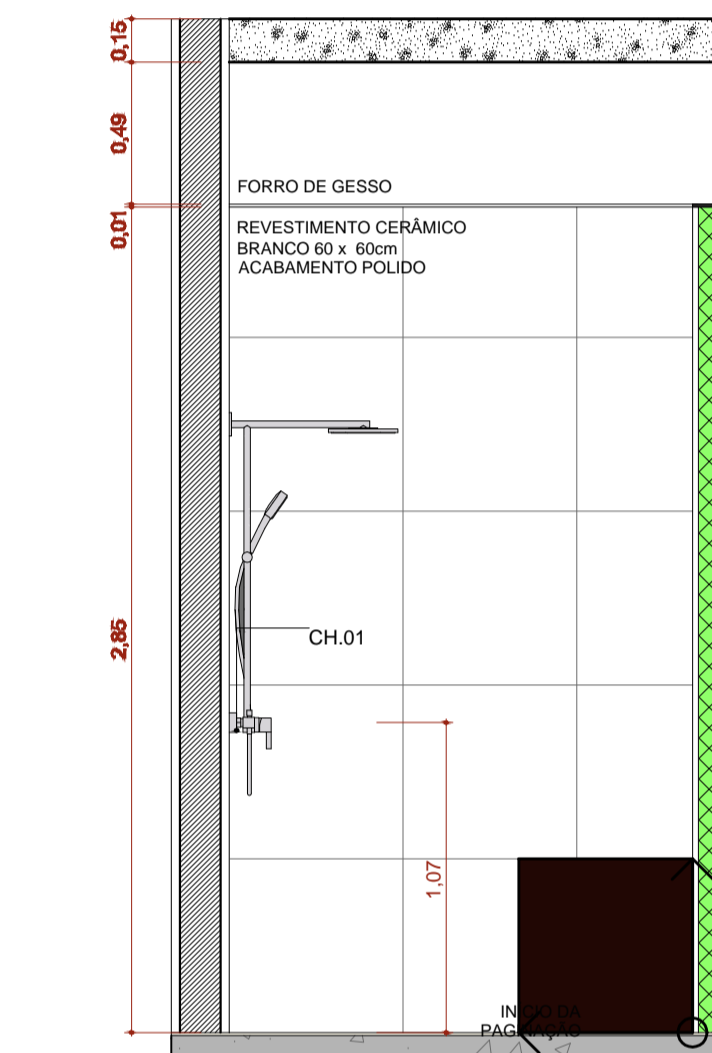 0,15
0,49
FORRO DE GESSO
0,01
REVESTIMENTO CERÂMICO
BRANCO 60 x 60cm
ACABAMENTO POLIDO
2,85
CH.01
1,07
INÍCIO DA
PAGINAÇÃO